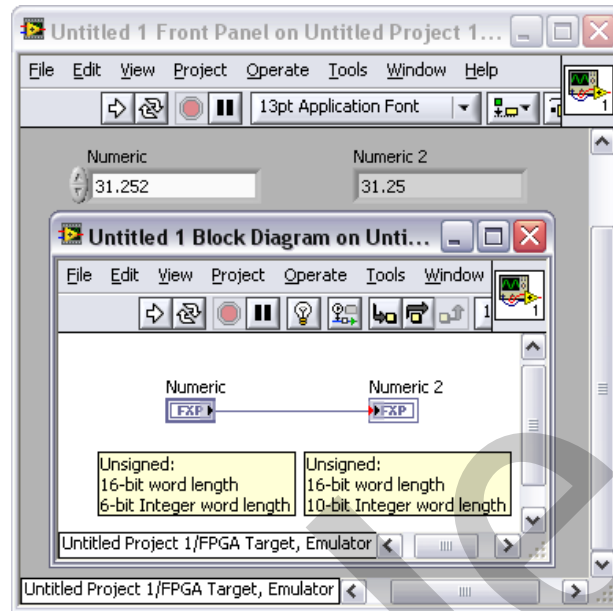 Untitled 1 Front Panel on Untitled Project 1...
File Edit View Project Operate Tools Window Help
13pt Application Font
1
Numeric Numeric 2
31.252 31.25
Untitled 1 Block Diagram on Unti...
File Edit View Project Operate Tools Window
1 1
Numeric Numeric 2
FXP FXP
Unsigned: Unsigned:
16-bit word length 16-bit word length
6-bit Integer word length 10-bit Integer word length
Untitled Project 1/FPGA Target, Emulator
Untitled Project 1/FPGA Target, Emulator